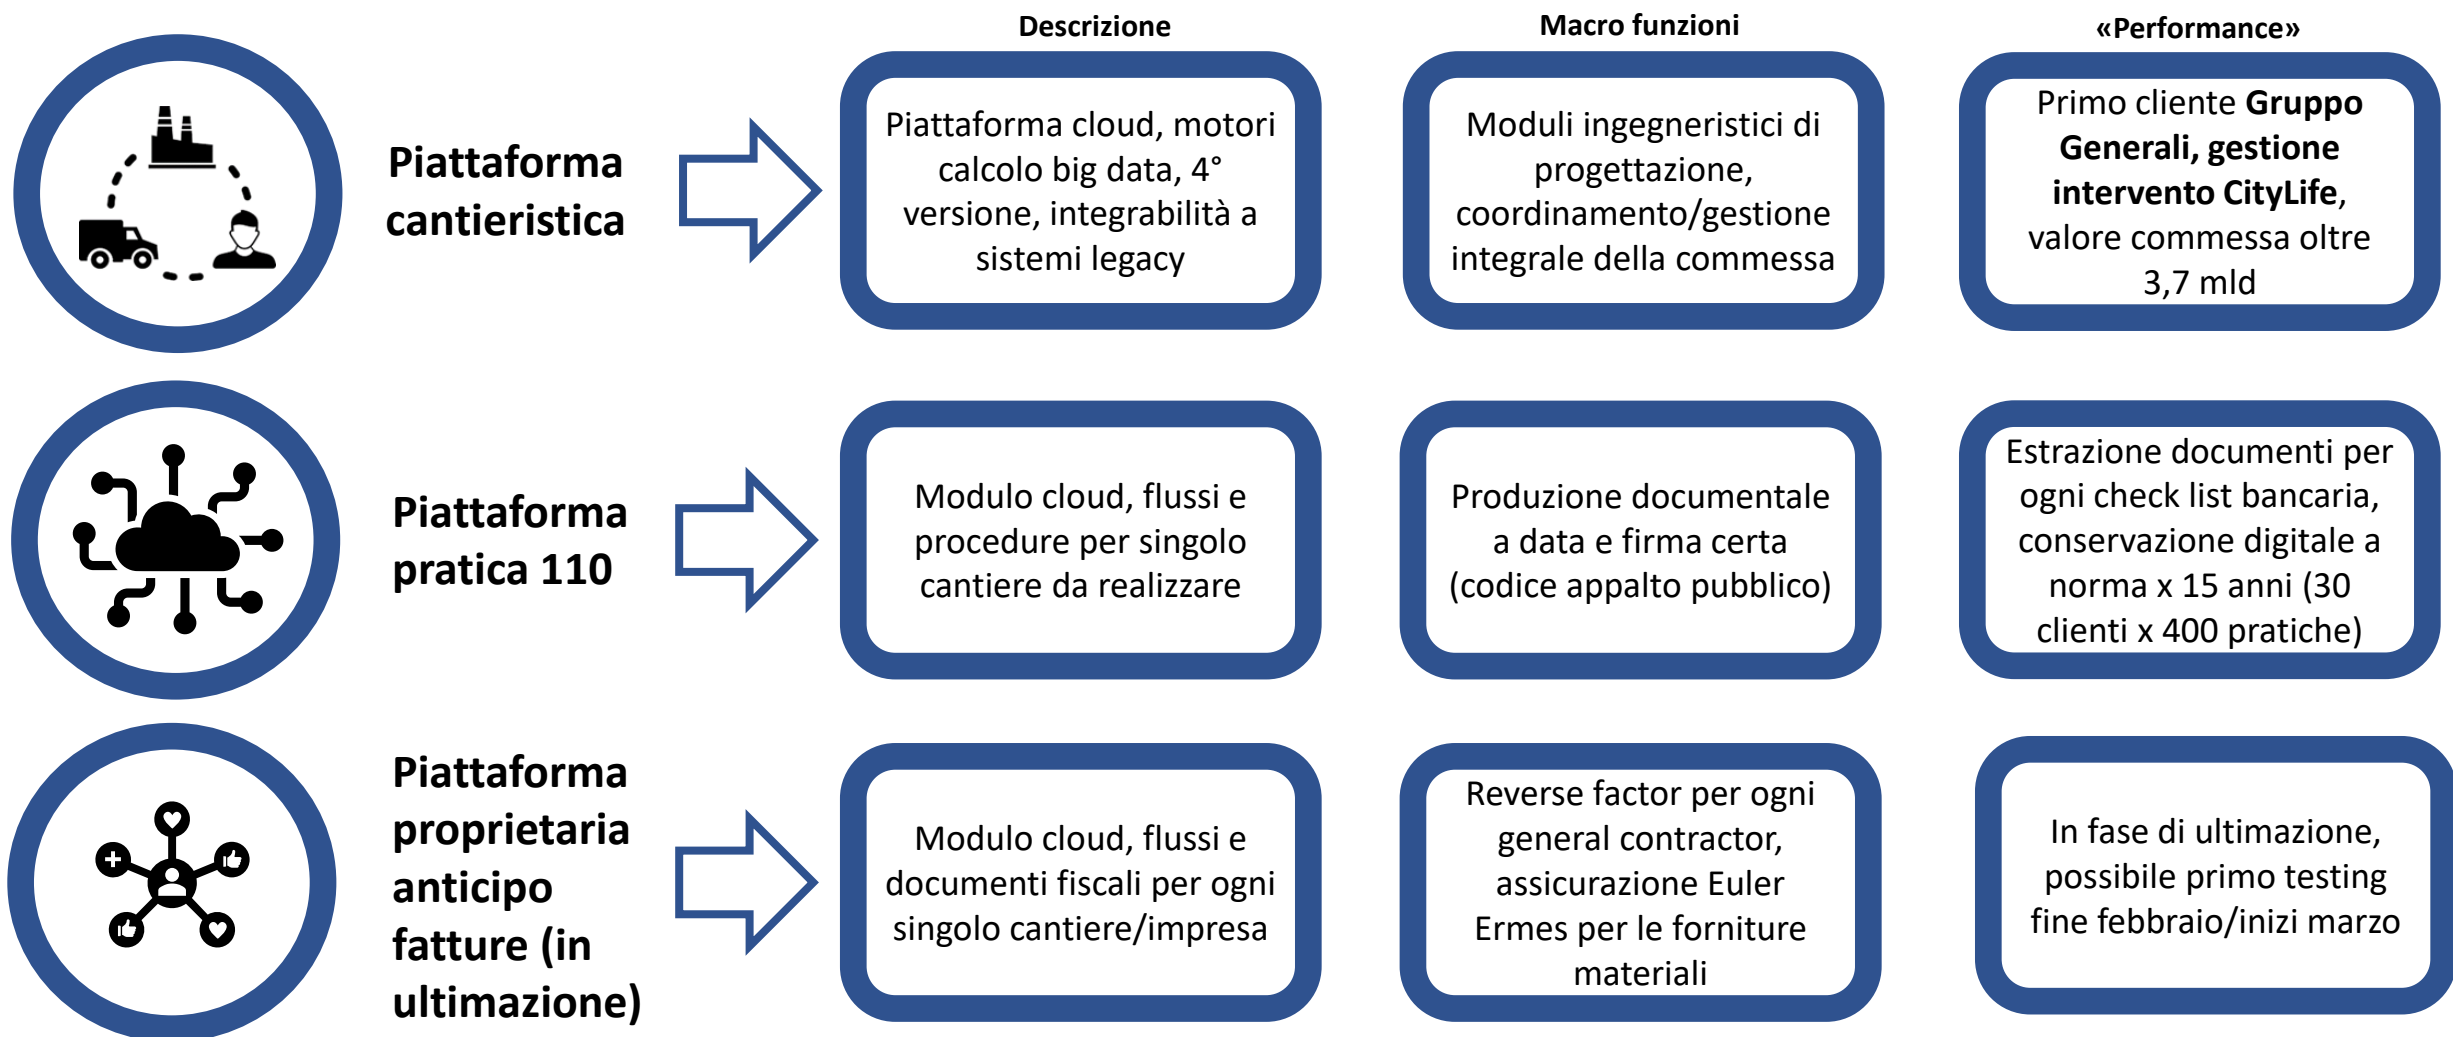 Descrizione
Macro funzioni
«Performance»
Piattaforma
cantieristica
Piattaforma cloud, motori
calcolo big data, 4°
versione, integrabilità a
sistemi legacy
Moduli ingegneristici di
progettazione,
coordinamento/gestione
integrale della commessa
Primo cliente Gruppo
Generali, gestione
intervento CityLife,
valore commessa oltre
3,7 mld
Piattaforma
pratica 110
Modulo cloud, flussi e
procedure per singolo
cantiere da realizzare
Produzione documentale
a data e firma certa
(codice appalto pubblico)
Estrazione documenti per
ogni check list bancaria,
conservazione digitale a
norma x 15 anni (30
clienti x 400 pratiche)
Piattaforma
proprietaria
anticipo
fatture (in
ultimazione)
Modulo cloud, flussi e
documenti fiscali per ogni
singolo cantiere/impresa
Reverse factor per ogni
general contractor,
assicurazione Euler
Ermes per le forniture
materiali
In fase di ultimazione,
possibile primo testing
fine febbraio/inizi marzo